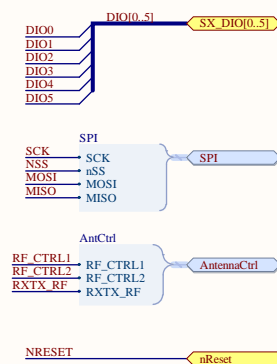 DIO[0..5]
SX_DIO[0..5]
DIO0
DIO1
DIO2
DIO3
DIO4
DIO5
SPI
SCK SCK
NSS nSS
MOSI MOSI
MISO MISO
SPI
AntCtrl
RF_CTRL1 RF_CTRL1
RF_CTRL2 RF_CTRL2
RXTX_RF RXTX_RF
AntennaCtrl
NRESET
nReset